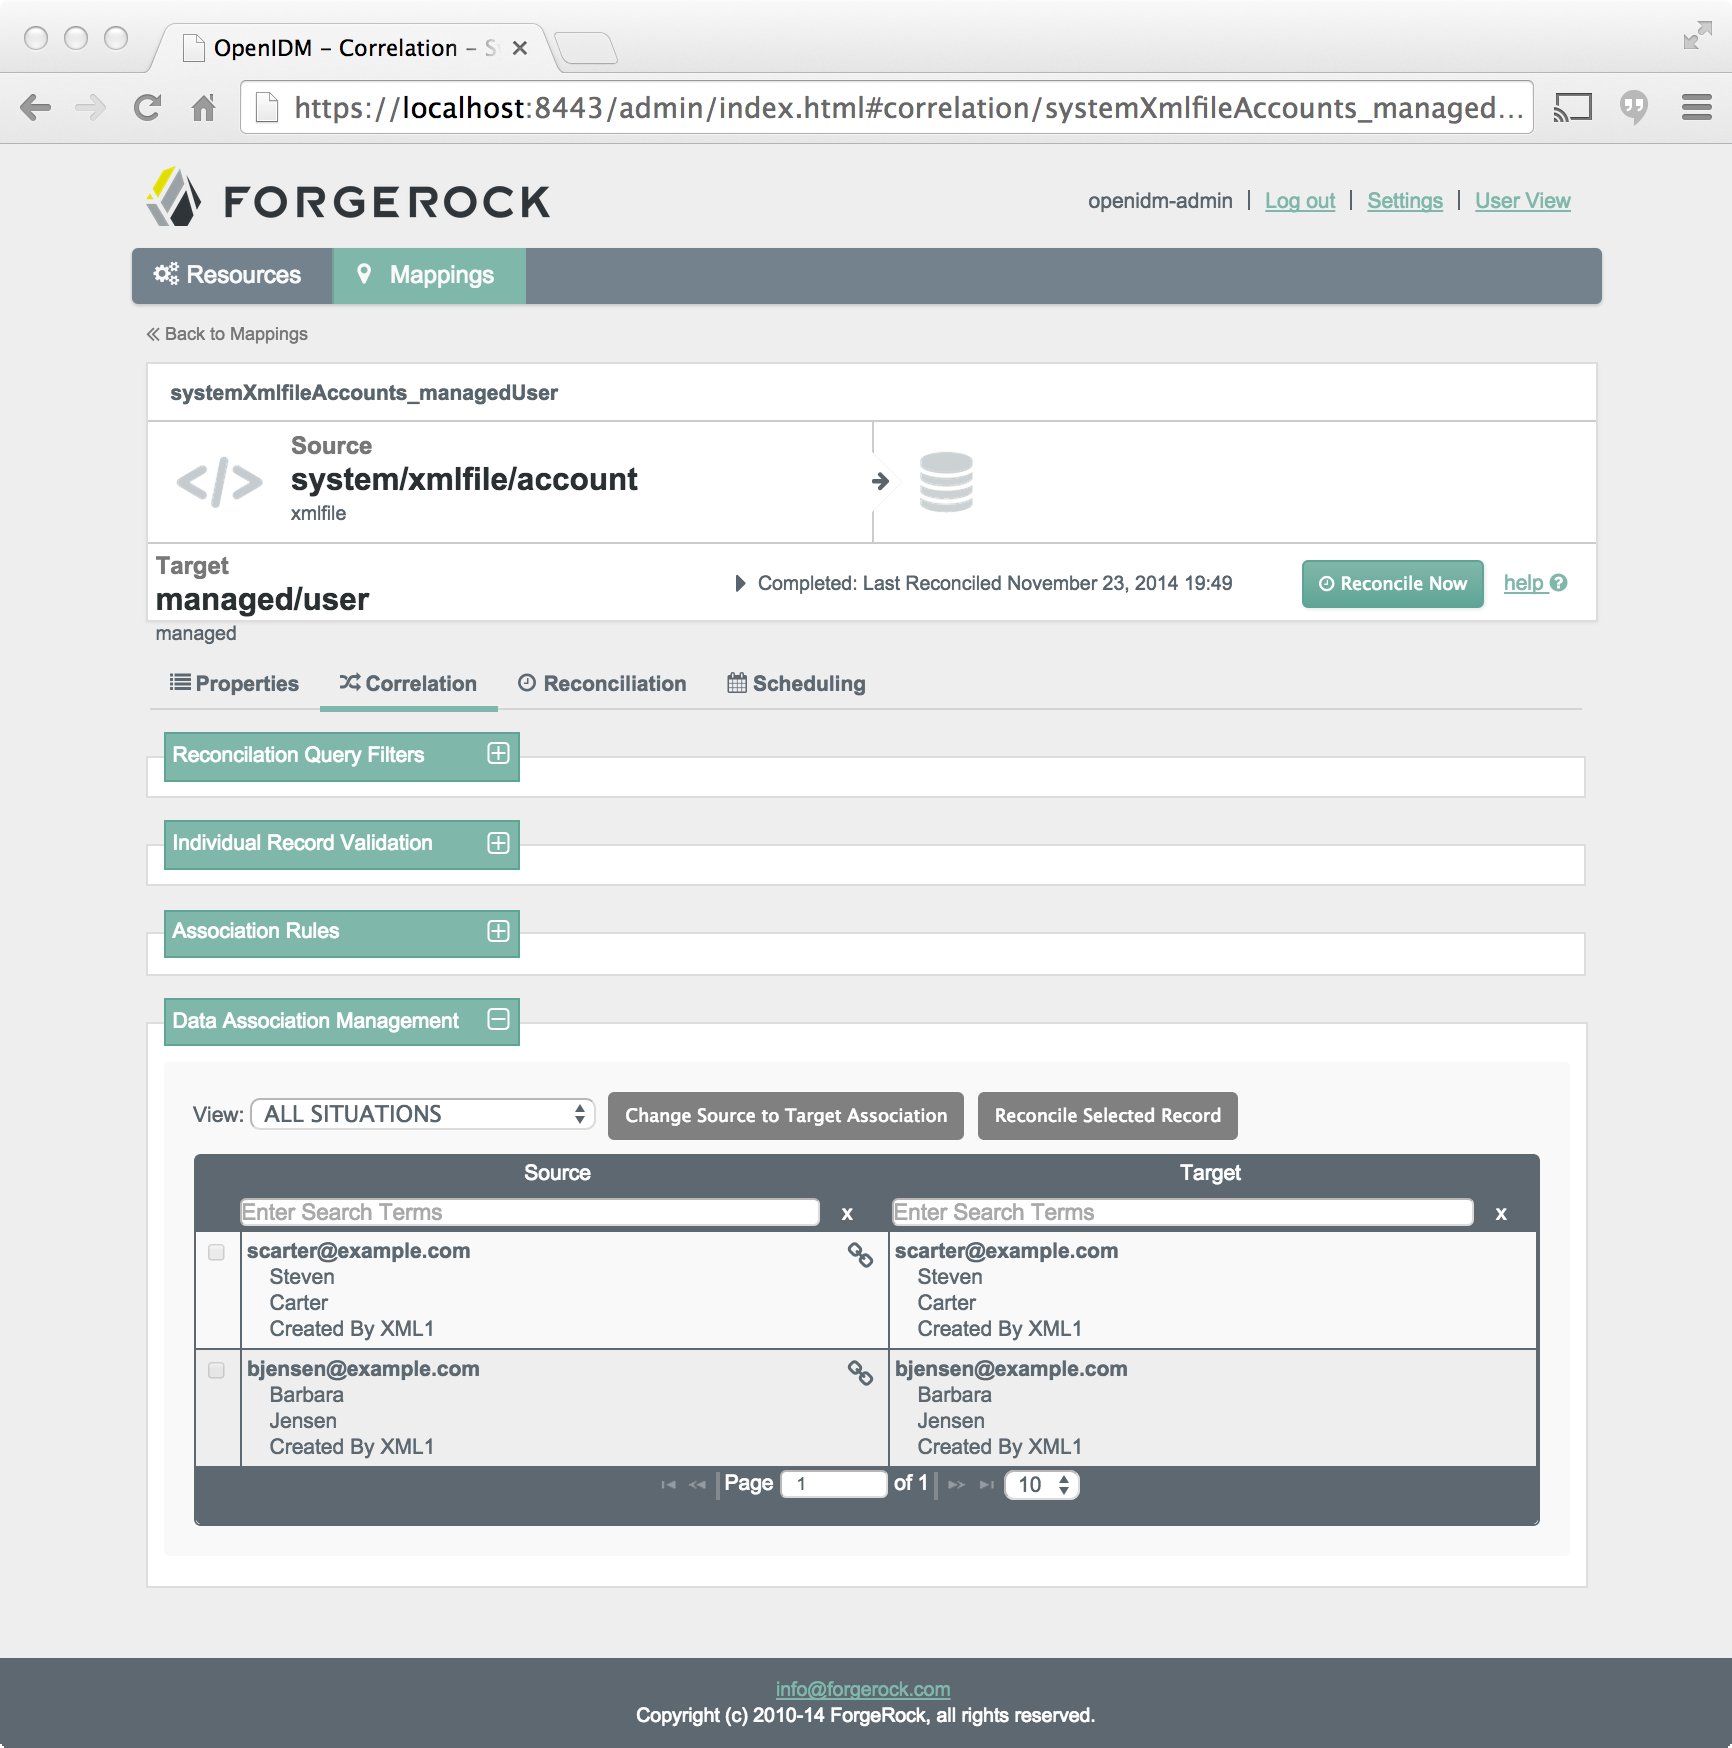 OpenIDM – Correlation – S
https://localhost:8443/admin/index.html#correlation/systemXmlfileAccounts_managed...
FORGEROCK
openidm-admin | Log out | Settings | User View
Resources Mappings
Back to Mappings
systemXmlfileAccounts_managedUser
Source
system/xmlfile/account
xmlfile
Target
managed/user
managed
Completed: Last Reconciled November 23, 2014 19:49
Reconcile Now
help
Properties Correlation Reconciliation Scheduling
Reconcilation Query Filters
Individual Record Validation
Association Rules
Data Association Management
View: ALL SITUATIONS Change Source to Target Association Reconcile Selected Record
Source Target
Enter Search Terms x Enter Search Terms x
scarter@example.com scarter@example.com
Steven Steven
Carter Carter
Created By XML1 Created By XML1
bjensen@example.com bjensen@example.com
Barbara Barbara
Jensen Jensen
Created By XML1 Created By XML1
Page 1 of 1 10
info@forgerock.com
Copyright (c) 2010-14 ForgeRock, all rights reserved.